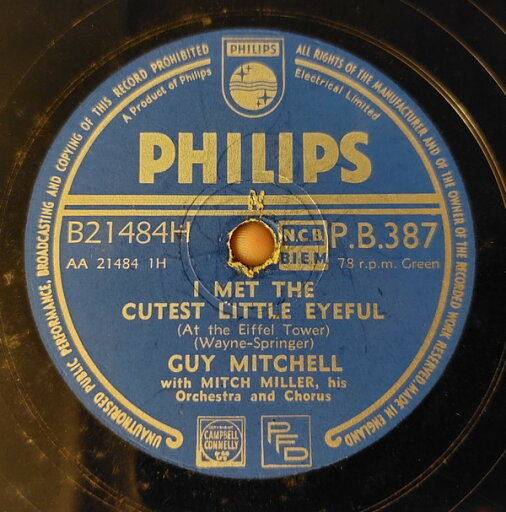 UNAUTHORISED PUBLIC PERFORMANCE, BROADCASTING AND COPYING OF THIS RECORD PROHIBITED
ALL RIGHTS OF THE MANUFACTURER AND OF THE OWNER OF THE RECORDED WORK RESERVED. MADE IN ENGLAND
A Product of Philips Electrical Limited
PHILIPS
PHILIPS
N
B21484H
N.C.B.
BIEM
P.B.387
AA 21484 1H
78 r.p.m. Green
I MET THE
CUTEST LITTLE EYEFUL
(At the Eiffel Tower)
(Wayne-Springer)
GUY MITCHELL
with MITCH MILLER, his
Orchestra and Chorus
COPYRIGHT
CAMPBELL
CONNELLY
PFD